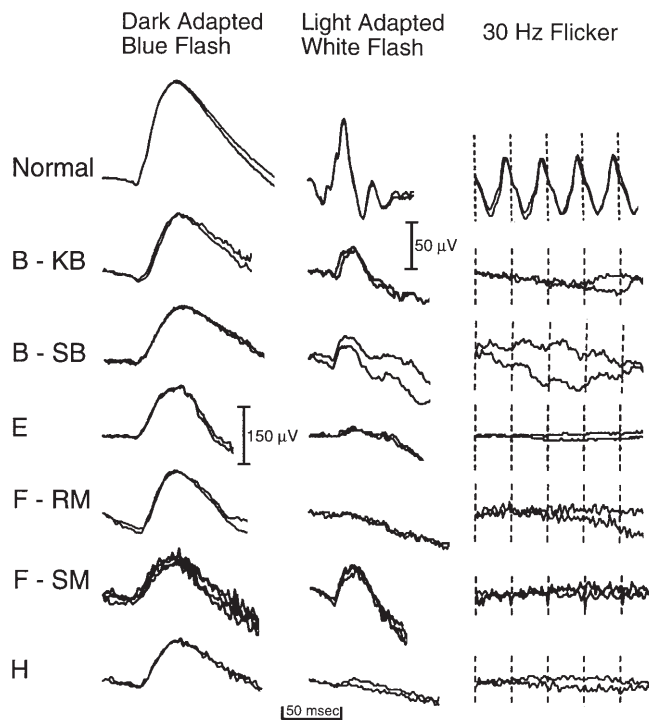 Dark Adapted
Blue Flash
Light Adapted
White Flash
30 Hz Flicker
Normal
50 μV
B - KB
B - SB
E
150 μV
F - RM
F - SM
H
50 msec